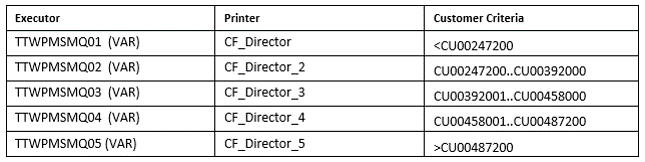 Executor Printer Customer Criteria
TTWPMSMQ01 (VAR) CF_Director <CU00247200
TTWPMSMQ02 (VAR) CF_Director_2 CU00247200..CU00392000
TTWPMSMQ03 (VAR) CF_Director_3 CU00392001..CU00458000
TTWPMSMQ04 (VAR) CF_Director_4 CU00458001..CU00487200
TTWPMSMQ05 (VAR) CF_Director_5 >CU00487200